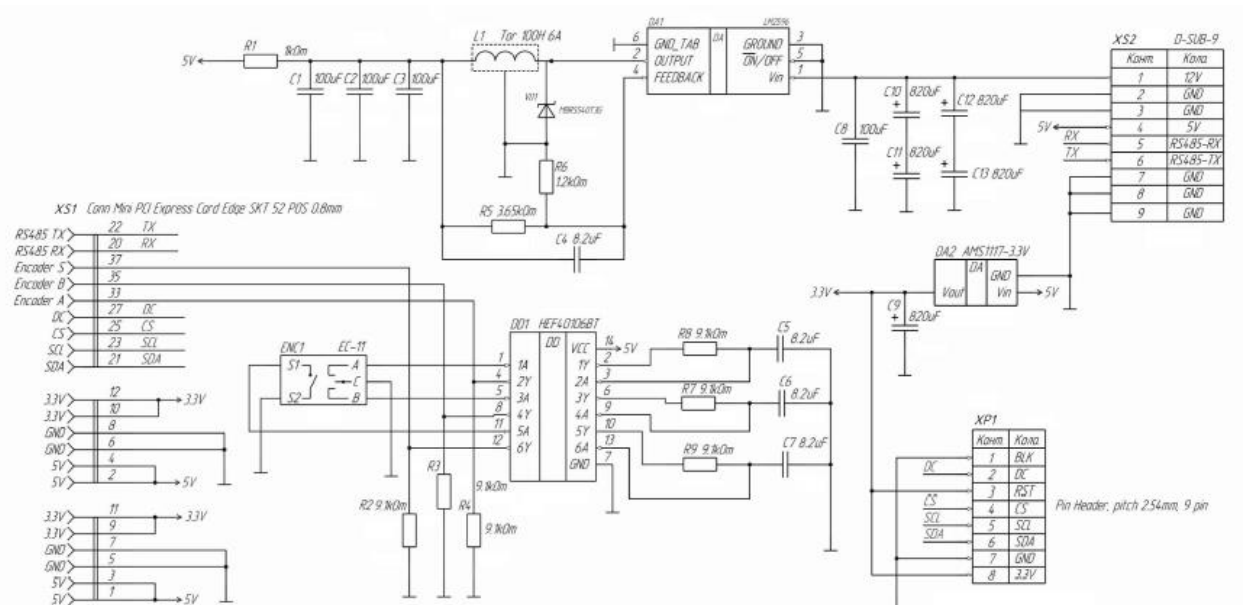 5V
R1
1kOm
C1
100uF
C2
100uF
C3
100uF
L1 Tor 100H 6A
VD1
MBRS540T3G
R6
1.2kOm
R5 3.65kOm
C4 8.2uF
DA1
LM2596
DA
6 GND_TAB
2 OUTPUT
4 FEEDBACK
GROUND 3
ON/OFF 5
Vin 1
C8
100uF
C10 820uF
C11 820uF
C12 820uF
C13 820uF
XS2 D-SUB-9
Конт. Кола
1 12V
2 GND
3 GND
5V 4 5V
RX 5 RS485-RX
TX 6 RS485-TX
7 GND
8 GND
9 GND
XS1 Conn Mini PCI Express Card Edge SKT 52 POS 0.8mm
RS485 TX 22 TX
RS485 RX 20 RX
Encoder S 37
Encoder B 35
Encoder A 33
DC 27 DC
CS 25 CS
SCL 23 SCL
SDA 21 SDA
3.3V 12 3.3V
3.3V 10
GND 8
GND 6
5V 4
5V 2 5V
3.3V 11 3.3V
3.3V 9
GND 7
GND 5
5V 3
5V 1 5V
ENC1 EC-11
S1 A
C
S2 B
DD1 HEF40106BT
DD
1 1A
4 2Y
5 3A
8 4Y
11 5A
12 6Y
VCC 14 5V
1Y 2
2A 3
3Y 6
4A 9
5Y 10
6A 13
GND 7
R2 9.1kOm
R3
9.1kOm
R4
9.1kOm
R8 9.1kOm
R7 9.1kOm
R9 9.1kOm
C5
8.2uF
C6
8.2uF
C7 8.2uF
DA2 AMS1117-3.3V
DA
GND
Vout Vin
3.3V
5V
C9
820uF
XP1
Конт Кола
1 BLK
DC 2 DC
3 RST
CS 4 CS
SCL 5 SCL
SDA 6 SDA
7 GND
8 3.3V
Pin Header, pitch 2.54mm, 9 pin